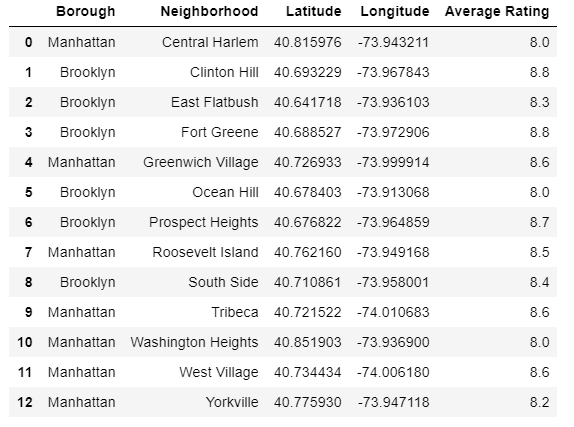 Borough Neighborhood Latitude Longitude Average Rating
0 Manhattan Central Harlem 40.815976 -73.943211 8.0
1 Brooklyn Clinton Hill 40.693229 -73.967843 8.8
2 Brooklyn East Flatbush 40.641718 -73.936103 8.3
3 Brooklyn Fort Greene 40.688527 -73.972906 8.8
4 Manhattan Greenwich Village 40.726933 -73.999914 8.6
5 Brooklyn Ocean Hill 40.678403 -73.913068 8.0
6 Brooklyn Prospect Heights 40.676822 -73.964859 8.7
7 Manhattan Roosevelt Island 40.762160 -73.949168 8.5
8 Brooklyn South Side 40.710861 -73.958001 8.4
9 Manhattan Tribeca 40.721522 -74.010683 8.6
10 Manhattan Washington Heights 40.851903 -73.936900 8.0
11 Manhattan West Village 40.734434 -74.006180 8.6
12 Manhattan Yorkville 40.775930 -73.947118 8.2